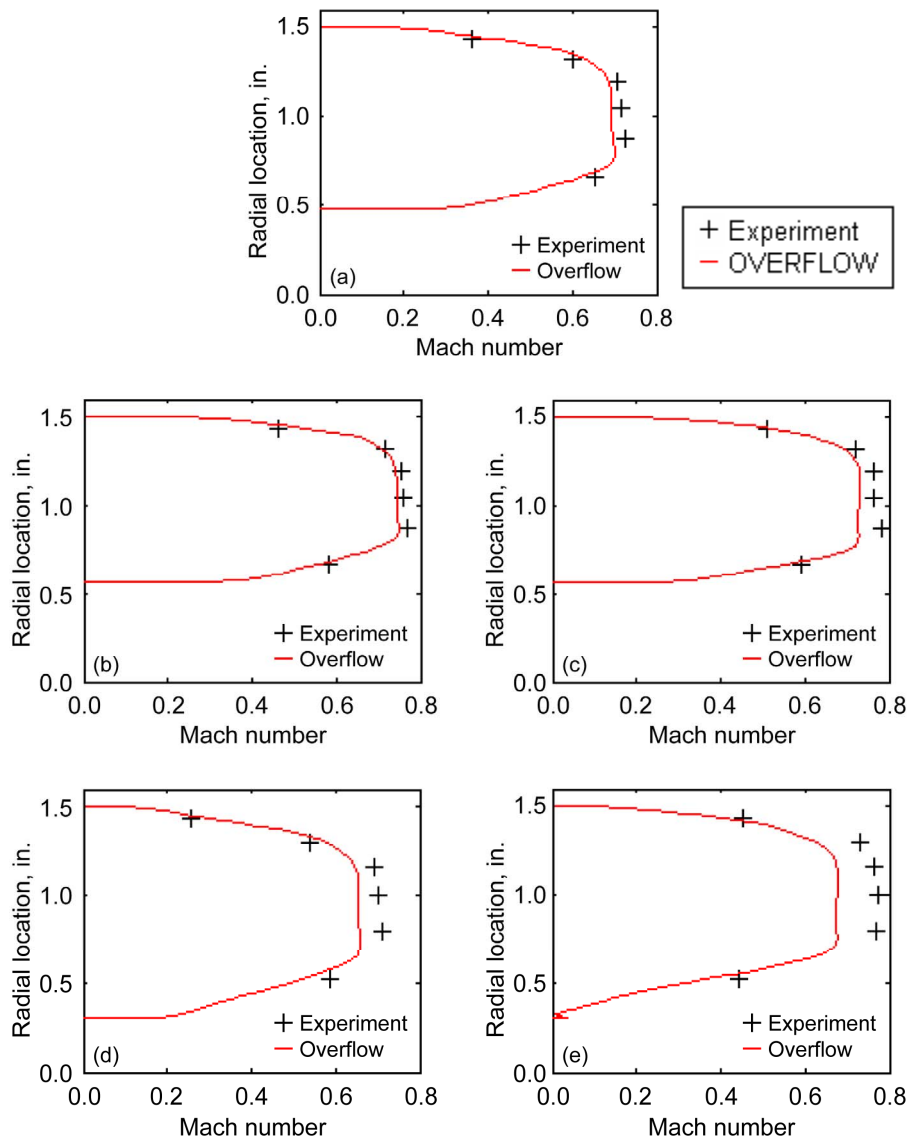 1.5
1.0
0.5
0.0
Radial location, in.
+ Experiment
Overflow
(a)
0.0 0.2 0.4 0.6 0.8
Mach number
+ Experiment
OVERFLOW
1.5
1.0
0.5
0.0
Radial location, in.
+ Experiment
Overflow
(b)
0.0 0.2 0.4 0.6 0.8
Mach number
1.5
1.0
0.5
0.0
Radial location, in.
+ Experiment
Overflow
(c)
0.0 0.2 0.4 0.6 0.8
Mach number
1.5
1.0
0.5
0.0
Radial location, in.
+ Experiment
Overflow
(d)
0.0 0.2 0.4 0.6 0.8
Mach number
1.5
1.0
0.5
0.0
Radial location, in.
+ Experiment
Overflow
(e)
0.0 0.2 0.4 0.6 0.8
Mach number